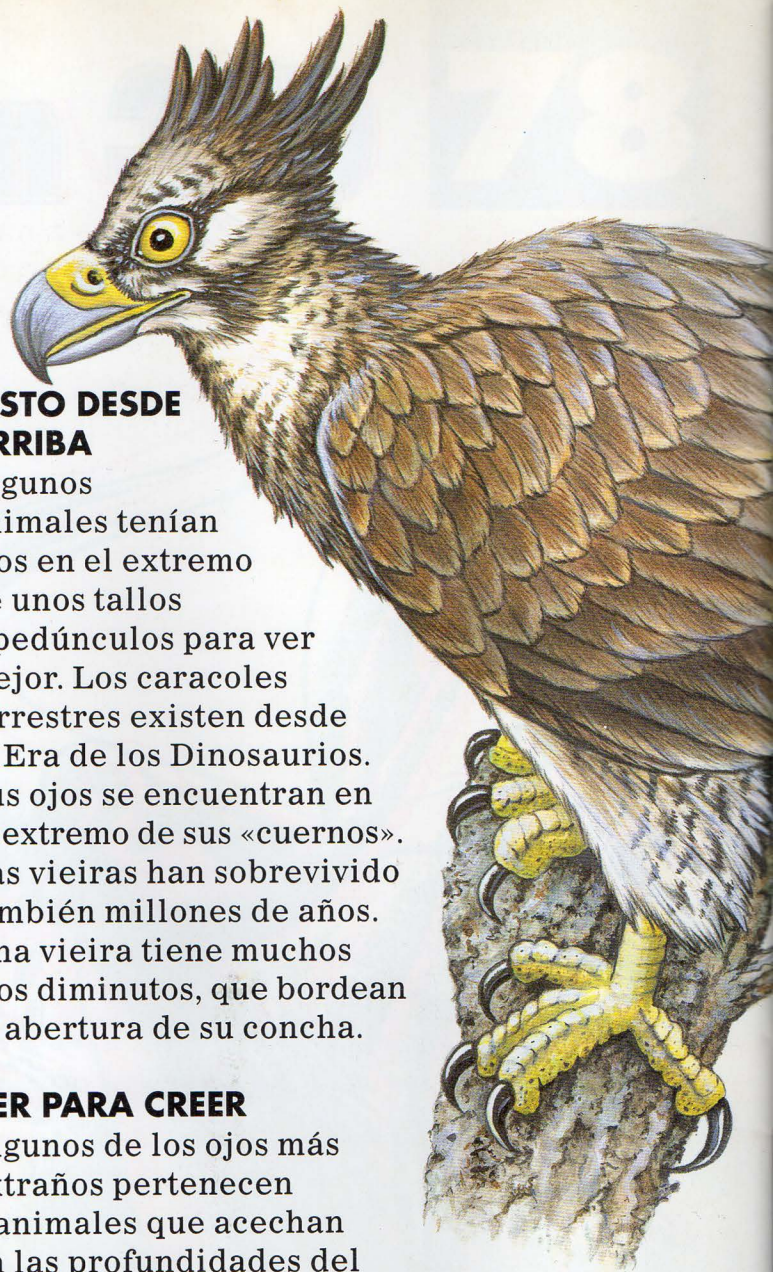 STO DESDE
RRIBA
gunos
imales tenían
os en el extremo
e unos tallos
pedúnculos para ver
ejor. Los caracoles
rrestres existen desde
Era de los Dinosaurios.
us ojos se encuentran en
extremo de sus «cuernos».
as vieiras han sobrevivido
mbién millones de años.
na vieira tiene muchos
os diminutos, que bordean
abertura de su concha.
ER PARA CREER
gunos de los ojos más
xtraños pertenecen
animales que acechan
n las profundidades del
78